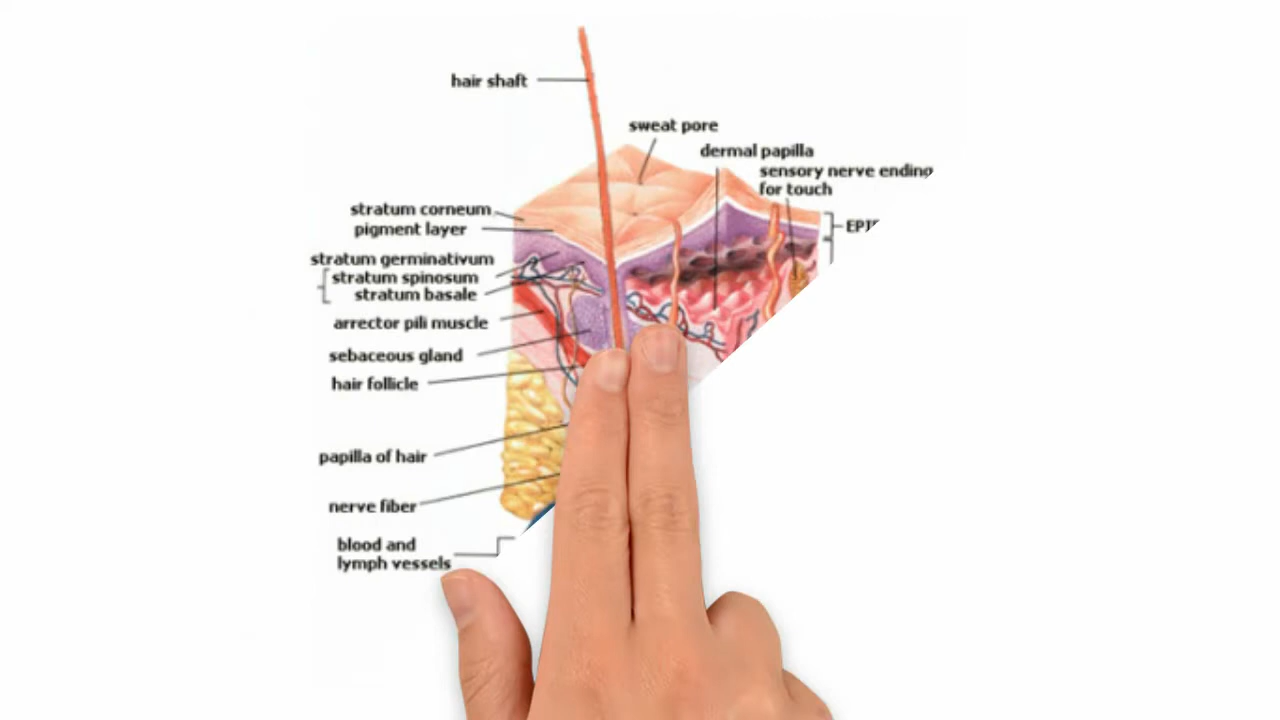 hair shaft
sweat pore
dermal papilla
sensory nerve ending
for touch
stratum corneum
pigment layer
stratum germinativum
stratum spinosum
stratum basale
arrector pili muscle
sebaceous gland
hair follicle
papilla of hair
nerve fiber
blood and
lymph vessels